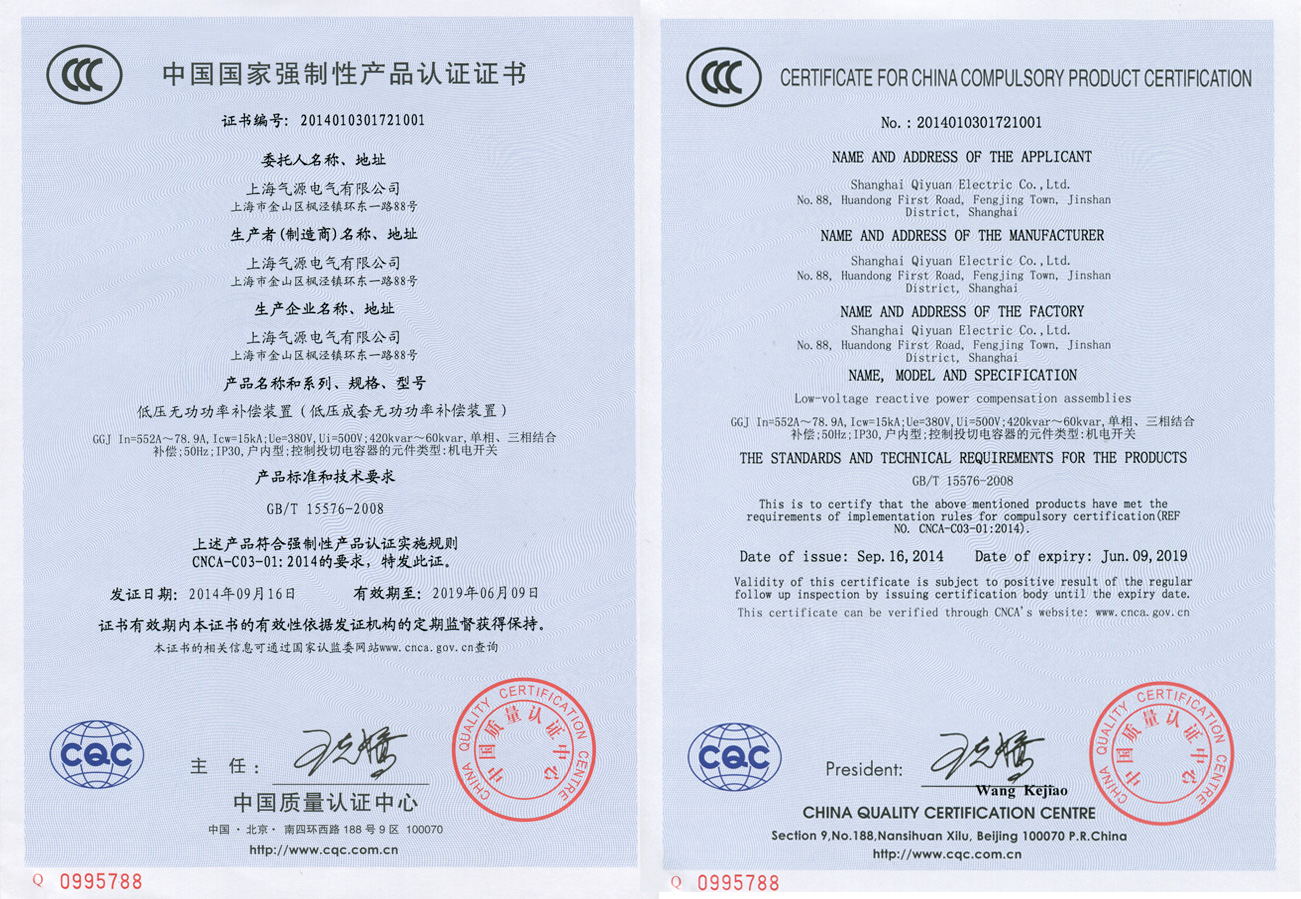 中国国家强制性产品认证证书
证书编号: 2014010301721001
委托人名称、地址
上海气源电气有限公司
上海市金山区枫泾镇环东一路88号
生产者(制造商)名称、地址
上海气源电气有限公司
上海市金山区枫泾镇环东一路88号
生产企业名称、地址
上海气源电气有限公司
上海市金山区枫泾镇环东一路88号
产品名称和系列、规格、型号
低压无功功率补偿装置(低压成套无功功率补偿装置)
GGJ In=552A~78.9A,Icw=15kA;Ue=380V,Ui=500V;420kvar~60kvar,单相、三相结合
补偿;50Hz;IP30,户内型;控制投切电容器的元件类型:机电开关
产品标准和技术要求
GB/T 15576-2008
上述产品符合强制性产品认证实施规则
CNCA-C03-01:2014的要求,特发此证。
发证日期: 2014年09月16日 有效期至: 2019年06月09日
证书有效期内本证书的有效性依据发证机构的定期监督获得保持。
本证书的相关信息可通过国家认监委网站www.cnca.gov.cn查询
CQC
主 任:
CHINA QUALITY CERTIFICATION CENTRE
中国质量认证中心
中国质量认证中心
中国·北京·南四环西路188号9区 100070
http://www.cqc.com.cn
Q 0995788
CERTIFICATE FOR CHINA COMPULSORY PRODUCT CERTIFICATION
No.: 2014010301721001
NAME AND ADDRESS OF THE APPLICANT
Shanghai Qiyuan Electric Co.,Ltd.
No.88, Huandong First Road, Fengjing Town, Jinshan
District, Shanghai
NAME AND ADDRESS OF THE MANUFACTURER
Shanghai Qiyuan Electric Co.,Ltd.
No.88, Huandong First Road, Fengjing Town, Jinshan
District, Shanghai
NAME AND ADDRESS OF THE FACTORY
Shanghai Qiyuan Electric Co.,Ltd.
No.88, Huandong First Road, Fengjing Town, Jinshan
District, Shanghai
NAME, MODEL AND SPECIFICATION
Low-voltage reactive power compensation assemblies
GGJ In=552A~78.9A,Icw=15kA;Ue=380V,Ui=500V;420kvar~60kvar,单相、三相结合
补偿;50Hz;IP30,户内型;控制投切电容器的元件类型:机电开关
THE STANDARDS AND TECHNICAL REQUIREMENTS FOR THE PRODUCTS
GB/T 15576-2008
This is to certify that the above mentioned products have met the
requirements of implementation rules for compulsory certification(REF
NO. CNCA-C03-01:2014).
Date of issue: Sep.16,2014 Date of expiry: Jun.09,2019
Validity of this certificate is subject to positive result of the regular
follow up inspection by issuing certification body until the expiry date.
This certificate can be verified through CNCA's website: www.cnca.gov.cn
CQC
President:
Wang Kejiao
CHINA QUALITY CERTIFICATION CENTRE
中国质量认证中心
CHINA QUALITY CERTIFICATION CENTRE
Section 9,No.188,Nansihuan Xilu, Beijing 100070 P.R.China
http://www.cqc.com.cn
Q 0995788